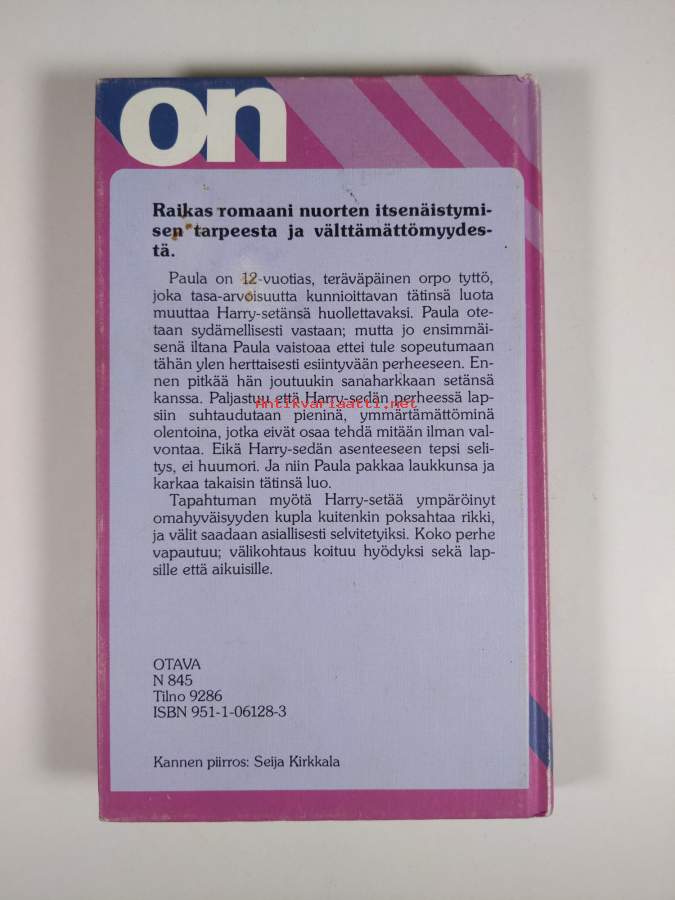 on
Raikas romaani nuorten itsenäistymi-
sen tarpeesta ja välttämättömyydes-
tä.
Paula on 12-vuotias, teräväpäinen orpo tyttö,
joka tasa-arvoisuutta kunnioittavan tätinsä luota
muuttaa Harry-setänsä huollettavaksi. Paula ote-
taan sydämellisesti vastaan; mutta jo ensimmäi-
senä iltana Paula vaistoaa ettei tule sopeutumaan
tähän ylen herttaisesti esiintyvään perheeseen. En-
nen pitkää hän joutuukin sanaharkkaan setänsä
kanssa. Paljastuu että Harry-sedän perheessä lap-
Antikvariaatti.net
siin suhtaudutaan pieninä, ymmärtämättöminä
olentoina, jotka eivät osaa tehdä mitään ilman val-
vontaa. Eikä Harry-sedän asenteeseen tepsi seli-
tys, ei huumori. Ja niin Paula pakkaa laukkunsa ja
karkaa takaisin tätinsä luo.
Tapahtuman myötä Harry-setää ympäröinyt
omahyväisyyden kupla kuitenkin poksahtaa rikki,
ja välit saadaan asiallisesti selvitetyiksi. Koko perhe
vapautuu; välikohtaus koituu hyödyksi sekä lap-
sille että aikuisille.
OTAVA
N 845
Tilno 9286
ISBN 951-1-06128-3
Kannen piirros: Seija Kirkkala